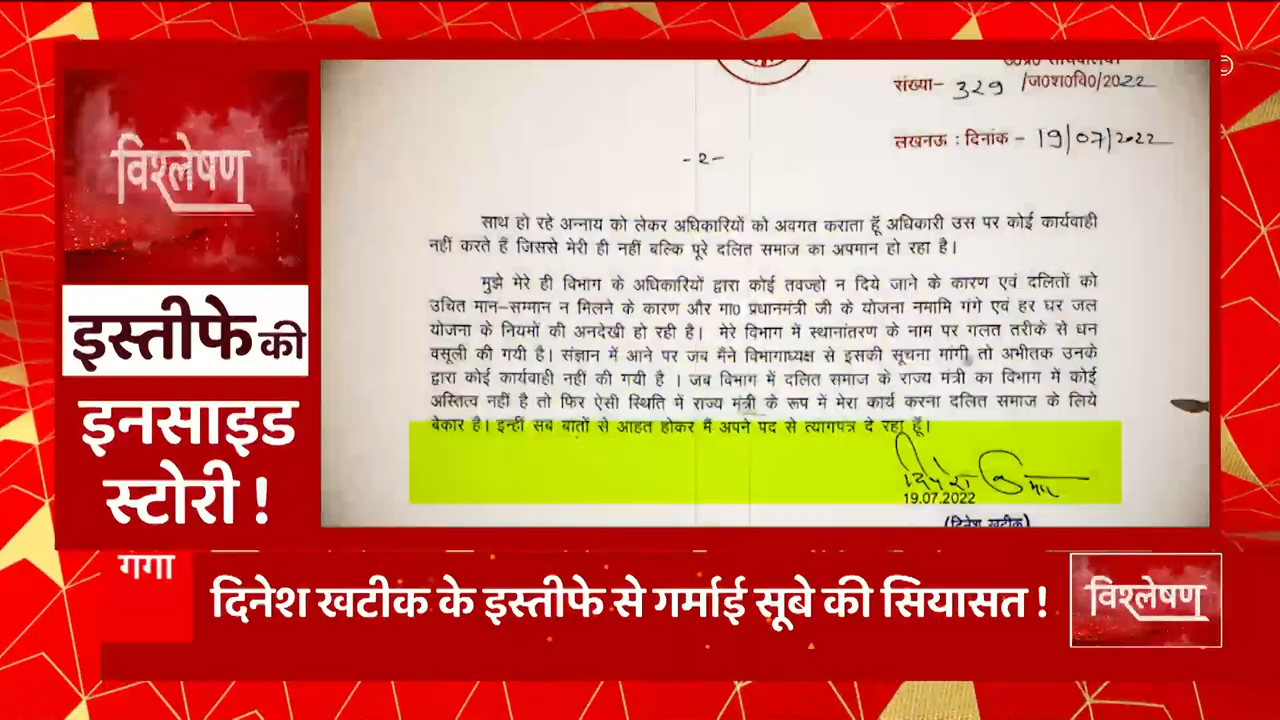 विश्लेषण
इस्तीफे की
इनसाइड
स्टोरी !
संख्या- 329 /ज0श0वि0/2022
लखनऊ : दिनांक - 19/07/2022
-2-
साथ हो रहे अन्नाय को लेकर अधिकारियों को अवगत कराता हूँ अधिकारी उस पर कोई कार्यवाही
नहीं करते हैं जिससे मेरी ही नहीं बल्कि पूरे दलित समाज का अपमान हो रहा है।
मुझे मेरे ही विभाग के अधिकारियों द्वारा कोई तवज्हो न दिये जाने के कारण एवं दलितों को
उचित मान-सम्मान न मिलने के कारण और मा0 प्रधानमंत्री जी के योजना नमामि गंगे एवं हर घर जल
योजना के नियमों की अनदेखी हो रही है। मेरे विभाग में स्थानांतरण के नाम पर गलत तरीके से धन
वसूली की गयी है। संज्ञान में आने पर जब मैंने विभागाध्यक्ष से इसकी सूचना मांगी तो अभीतक उनके
द्वारा कोई कार्यवाही नहीं की गयी है । जब विभाग में दलित समाज के राज्य मंत्री का विभाग में कोई
अस्तित्व नहीं है तो फिर ऐसी स्थिति में राज्य मंत्री के रूप में मेरा कार्य करना दलित समाज के लिये
बेकार है। इन्हीं सब बातों से आहत होकर मैं अपने पद से त्यागपत्र दे रहा हूँ।
19.07.2022
(दिनेश खटीक)
गंगा
दिनेश खटीक के इस्तीफे से गर्माई सूबे की सियासत !
विश्लेषण